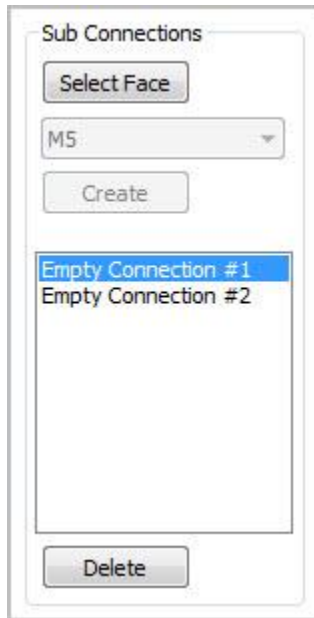 Sub Connections
Select Face
M5
Create
Empty Connection #1
Empty Connection #2
Delete